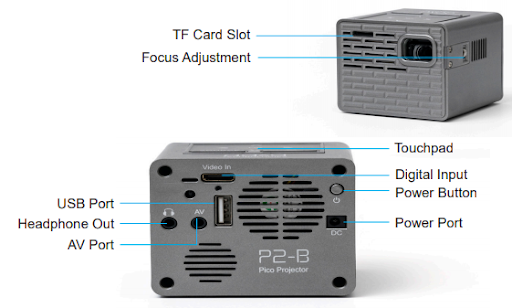 TF Card Slot
Focus Adjustment
Touchpad
Video In
Digital Input
Power Button
USB Port
AV
Headphone Out
Power Port
DC
AV Port
P2-B
Pico Projector